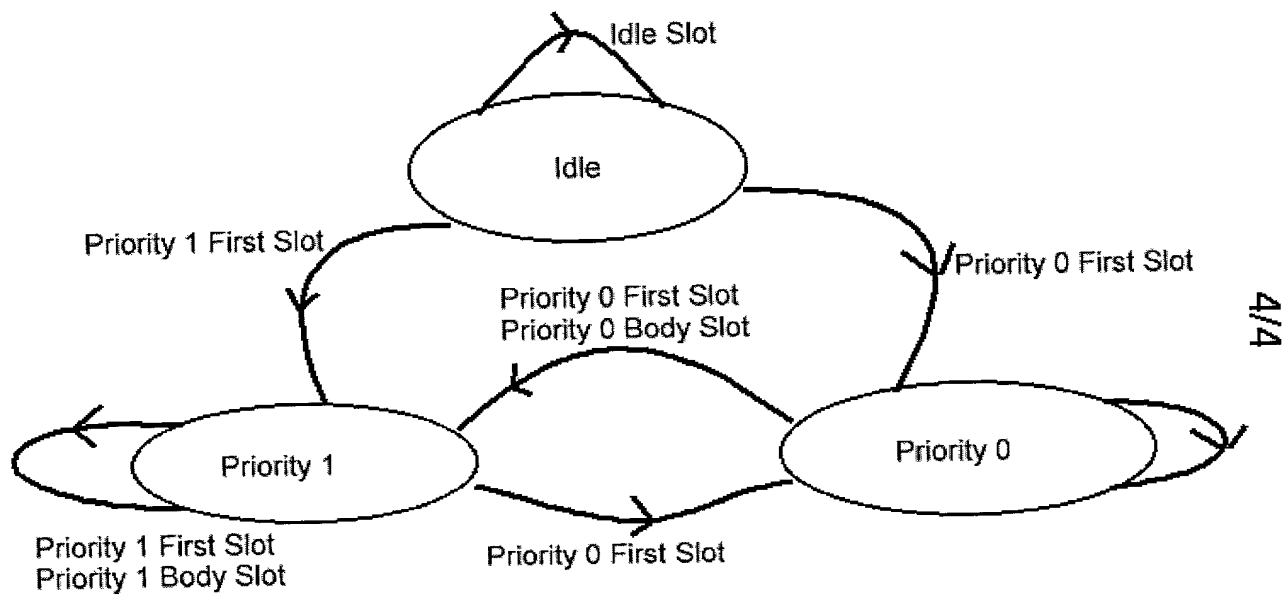 Idle Slot
Idle
Priority 1 First Slot
Priority 0 First Slot
Priority 0 First Slot
Priority 0 Body Slot
4/4
Priority 1
Priority 0
Priority 1 First Slot
Priority 1 Body Slot
Priority 0 First Slot